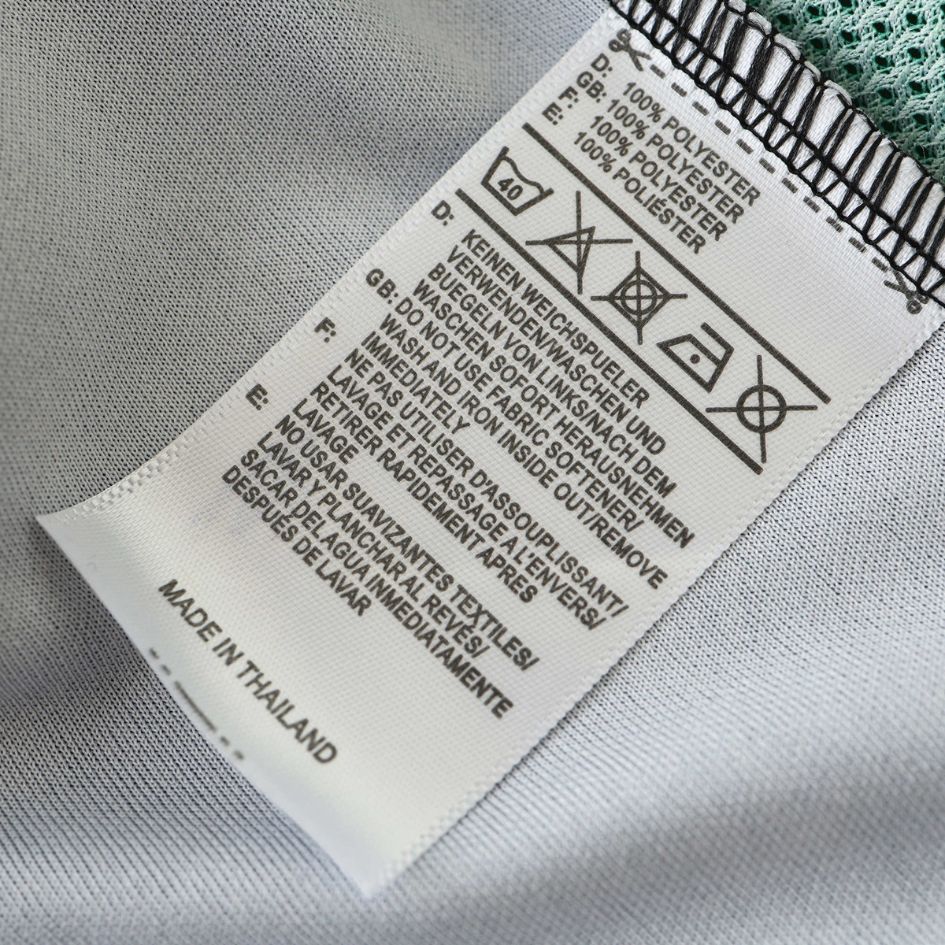 D: 100% POLYESTER
GB: 100% POLYESTER
F: 100% POLYESTER
E: 100% POLIÉSTER
40
D: KEINEN WEICHSPUELER
VERWENDEN/WASCHEN UND
BUEGELN VON LINKS/NACH DEM
WASCHEN SOFORT HERAUSNEHMEN
GB: DO NOT USE FABRIC SOFTENER/
WASH AND IRON INSIDE OUT/REMOVE
IMMEDIATELY
F: NE PAS UTILISER D'ASSOUPLISSANT/
LAVAGE ET REPASSAGE A L'ENVERS/
RETIRER RAPIDEMENT APRES
LAVAGE
E: NO USAR SUAVIZANTES TEXTILES/
LAVAR Y PLANCHAR AL REVÉS/
SACAR DEL AGUA INMEDIATAMENTE
DESPUÉS DE LAVAR
MADE IN THAILAND